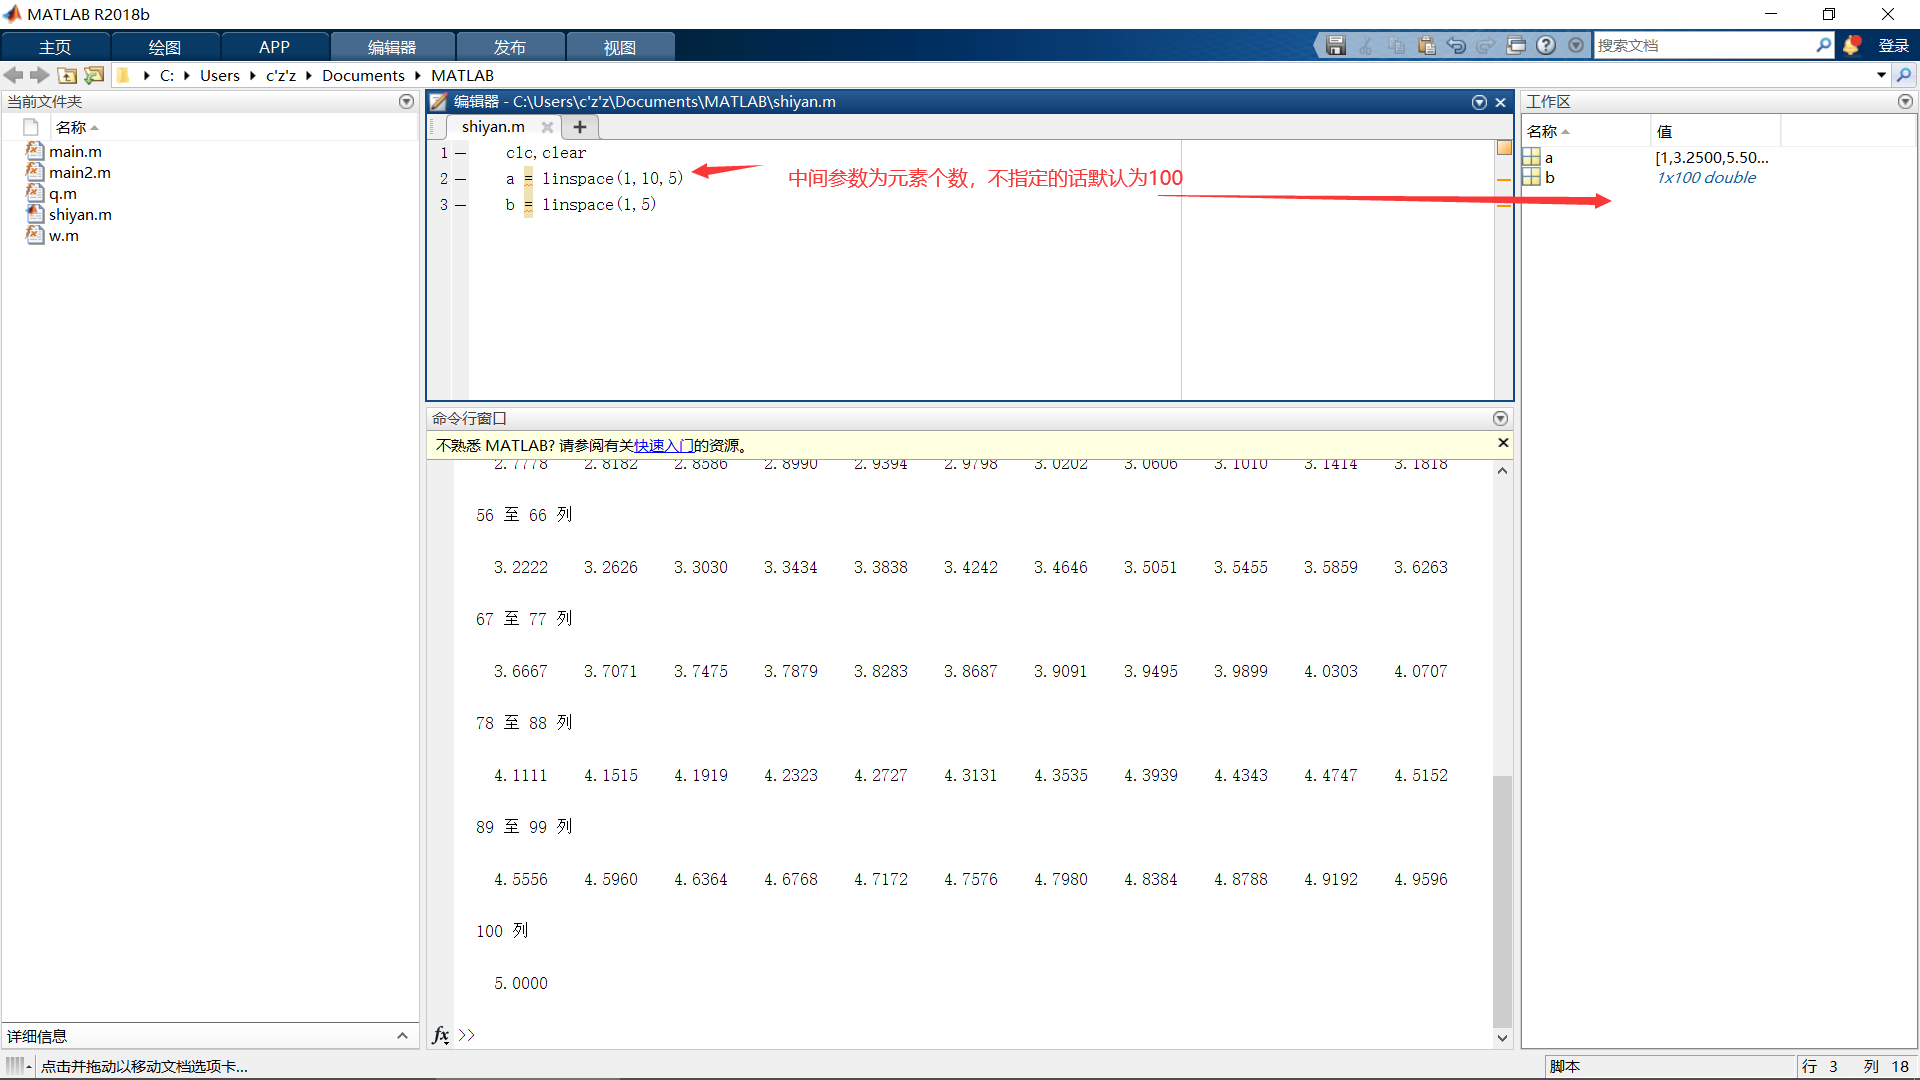 MATLAB R2018b
主页 绘图 APP 编辑器 发布 视图 搜索文档 登录
C: Users c'z'z Documents MATLAB
当前文件夹
名称
main.m
main2.m
q.m
shiyan.m
w.m
详细信息
编辑器 - C:\Users\c'z'z\Documents\MATLAB\shiyan.m
shiyan.m
1 — clc,clear
2 — a = linspace(1,10,5)
3 — b = linspace(1,5)
中间参数为元素个数，不指定的话默认为100
命令行窗口
不熟悉 MATLAB? 请参阅有关快速入门的资源。
2.7778 2.8182 2.8586 2.8990 2.9394 2.9798 3.0202 3.0606 3.1010 3.1414 3.1818
56 至 66 列
3.2222 3.2626 3.3030 3.3434 3.3838 3.4242 3.4646 3.5051 3.5455 3.5859 3.6263
67 至 77 列
3.6667 3.7071 3.7475 3.7879 3.8283 3.8687 3.9091 3.9495 3.9899 4.0303 4.0707
78 至 88 列
4.1111 4.1515 4.1919 4.2323 4.2727 4.3131 4.3535 4.3939 4.4343 4.4747 4.5152
89 至 99 列
4.5556 4.5960 4.6364 4.6768 4.7172 4.7576 4.7980 4.8384 4.8788 4.9192 4.9596
100 列
5.0000
fx >>
工作区
名称 值
a [1,3.2500,5.50...
b 1x100 double
点击并拖动以移动文档选项卡... 脚本 行 3 列 18